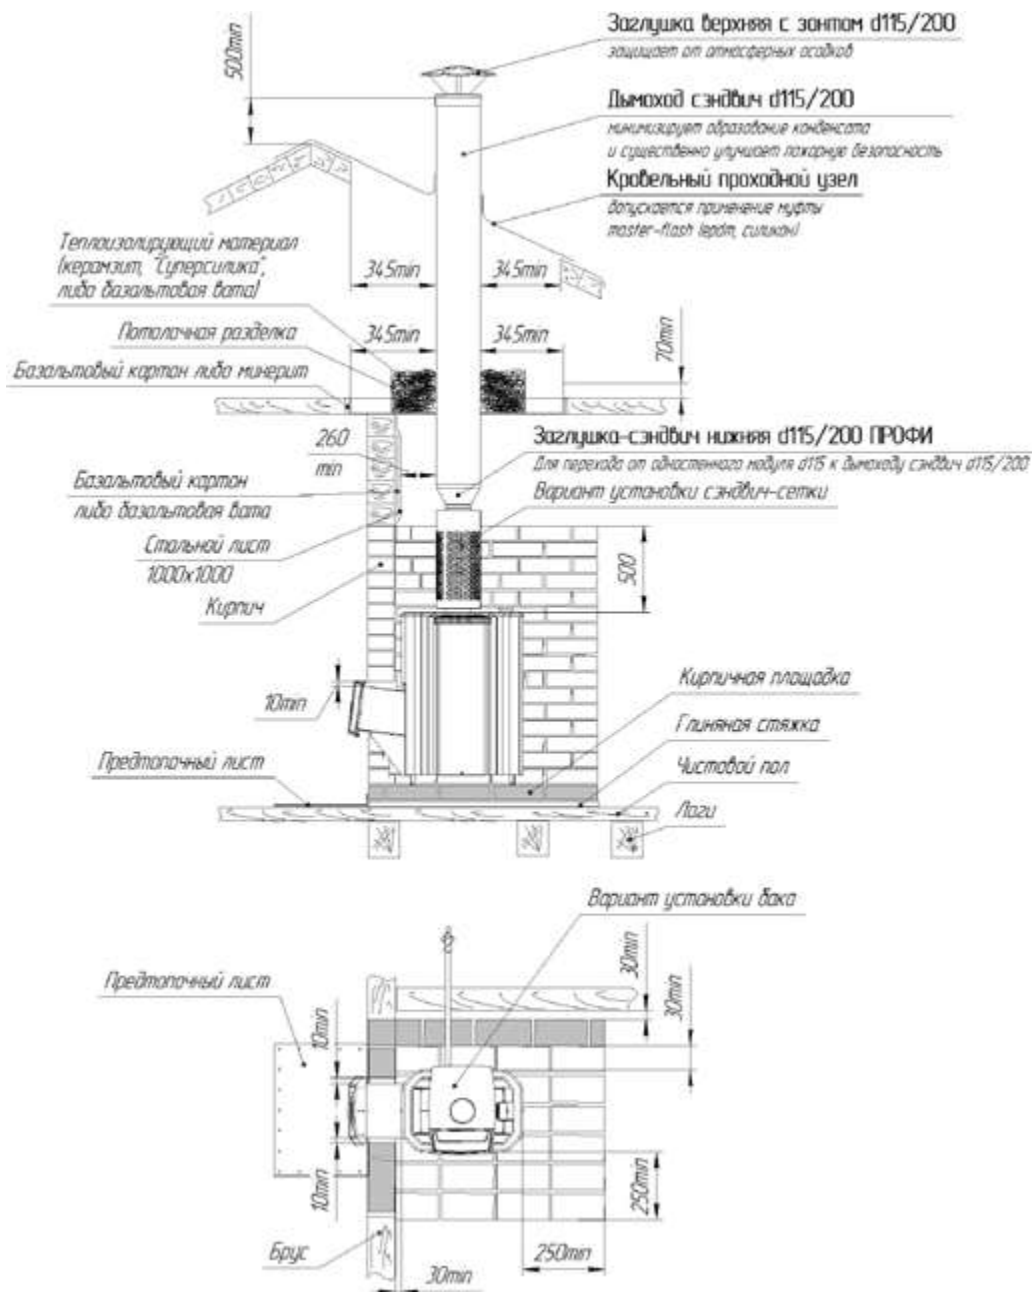 500min
Заглушка верхняя с зонтом d115/200
защищает от атмосферных осадков
Дымоход сэндвич d115/200
минимизирует образование конденсата
и существенно улучшает пожарную безопасность
Кровельный проходной узел
допускается применение муфты
master-flash (epdm, силикон)
Теплоизолирующий материал
(керамзит, "Суперсилика",
либо базальтовая вата)
345min
345min
Потолочная разделка
345min
345min
70min
Базальтовый картон либо минерит
260
min
Заглушка-сэндвич нижняя d115/200 ПРОФИ
Для перехода от одностенного модуля d115 к дымоходу сэндвич d115/200
Вариант установки сэндвич-сетки
Базальтовый картон
либо базальтовая вата
Стальной лист
1000х1000
Кирпич
500
10min
Кирпичная площадка
Глиняная стяжка
Чистовой пол
Лаги
Предтопочный лист
Вариант установки бака
Предтопочный лист
30min
30min
10min
10min
250min
Брус
30min
250min